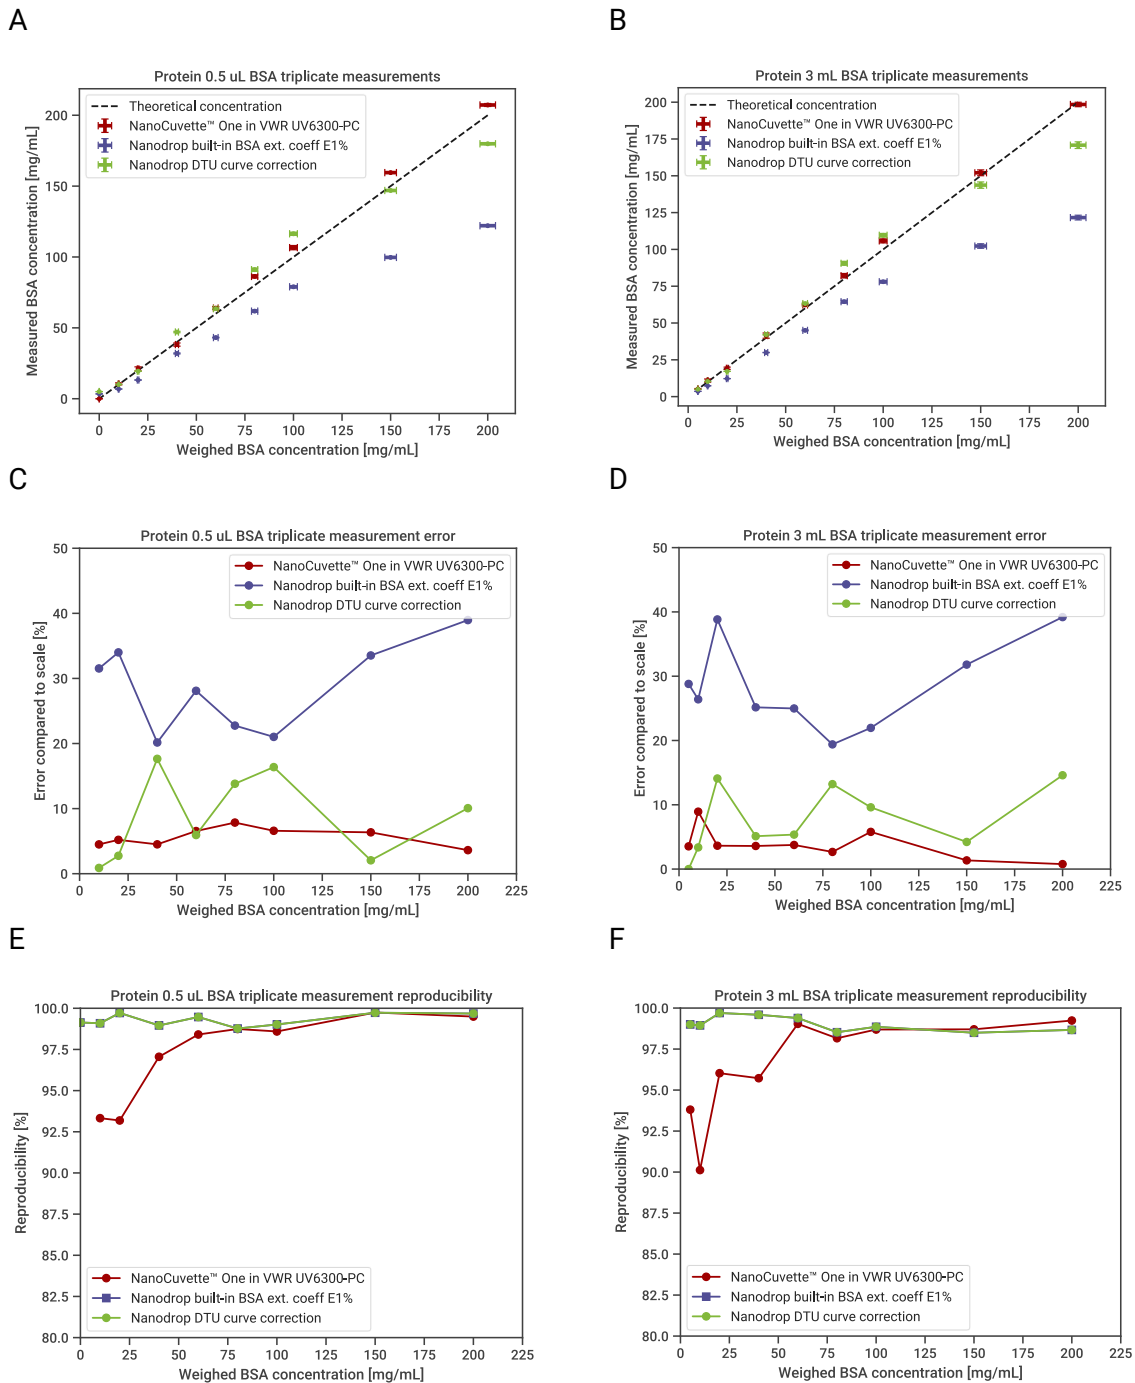 A
Protein 0.5 uL BSA triplicate measurements
Theoretical concentration
NanoCuvette™ One in VWR UV6300-PC
Nanodrop built-in BSA ext. coeff E1%
Nanodrop DTU curve correction
Measured BSA concentration [mg/mL]
200
150
100
50
0
0 25 50 75 100 125 150 175 200
Weighed BSA concentration [mg/mL]
B
Protein 3 mL BSA triplicate measurements
Theoretical concentration
NanoCuvette™ One in VWR UV6300-PC
Nanodrop built-in BSA ext. coeff E1%
Nanodrop DTU curve correction
Measured BSA concentration [mg/mL]
200
175
150
125
100
75
50
25
0
0 25 50 75 100 125 150 175 200
Weighed BSA concentration [mg/mL]
C
Protein 0.5 uL BSA triplicate measurement error
NanoCuvette™ One in VWR UV6300-PC
Nanodrop built-in BSA ext. coeff E1%
Nanodrop DTU curve correction
Error compared to scale [%]
50
40
30
20
10
0
0 25 50 75 100 125 150 175 200 225
Weighed BSA concentration [mg/mL]
D
Protein 3 mL BSA triplicate measurement error
NanoCuvette™ One in VWR UV6300-PC
Nanodrop built-in BSA ext. coeff E1%
Nanodrop DTU curve correction
Error compared to scale [%]
50
40
30
20
10
0
0 25 50 75 100 125 150 175 200 225
Weighed BSA concentration [mg/mL]
E
Protein 0.5 uL BSA triplicate measurement reproducibility
Reproducibility [%]
100.0
97.5
95.0
92.5
90.0
87.5
85.0
82.5
80.0
NanoCuvette™ One in VWR UV6300-PC
Nanodrop built-in BSA ext. coeff E1%
Nanodrop DTU curve correction
0 25 50 75 100 125 150 175 200 225
Weighed BSA concentration [mg/mL]
F
Protein 3 mL BSA triplicate measurement reproducibility
Reproducibility [%]
100.0
97.5
95.0
92.5
90.0
87.5
85.0
82.5
80.0
NanoCuvette™ One in VWR UV6300-PC
Nanodrop built-in BSA ext. coeff E1%
Nanodrop DTU curve correction
0 25 50 75 100 125 150 175 200 225
Weighed BSA concentration [mg/mL]